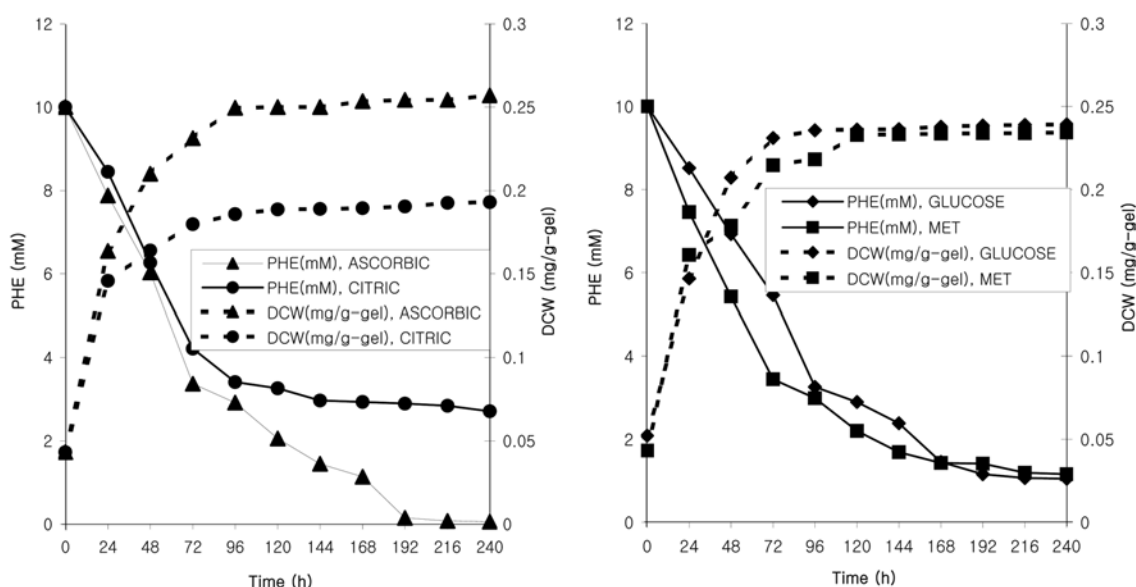 12
10
8
6
4
2
0
PHE (mM)
0.3
0.25
0.2
0.15
0.1
0.05
0
DCW (mg/g-gel)
PHE(mM), ASCORBIC
PHE(mM), CITRIC
DCW(mg/g-gel), ASCORBIC
DCW(mg/g-gel), CITRIC
0 24 48 72 96 120 144 168 192 216 240
Time (h)
12
10
8
6
4
2
0
PHE (mM)
0.3
0.25
0.2
0.15
0.1
0.05
0
DCW (mg/g-gel)
PHE(mM), GLUCOSE
PHE(mM), MET
DCW(mg/g-gel), GLUCOSE
DCW(mg/g-gel), MET
0 24 48 72 96 120 144 168 192 216 240
Time (h)